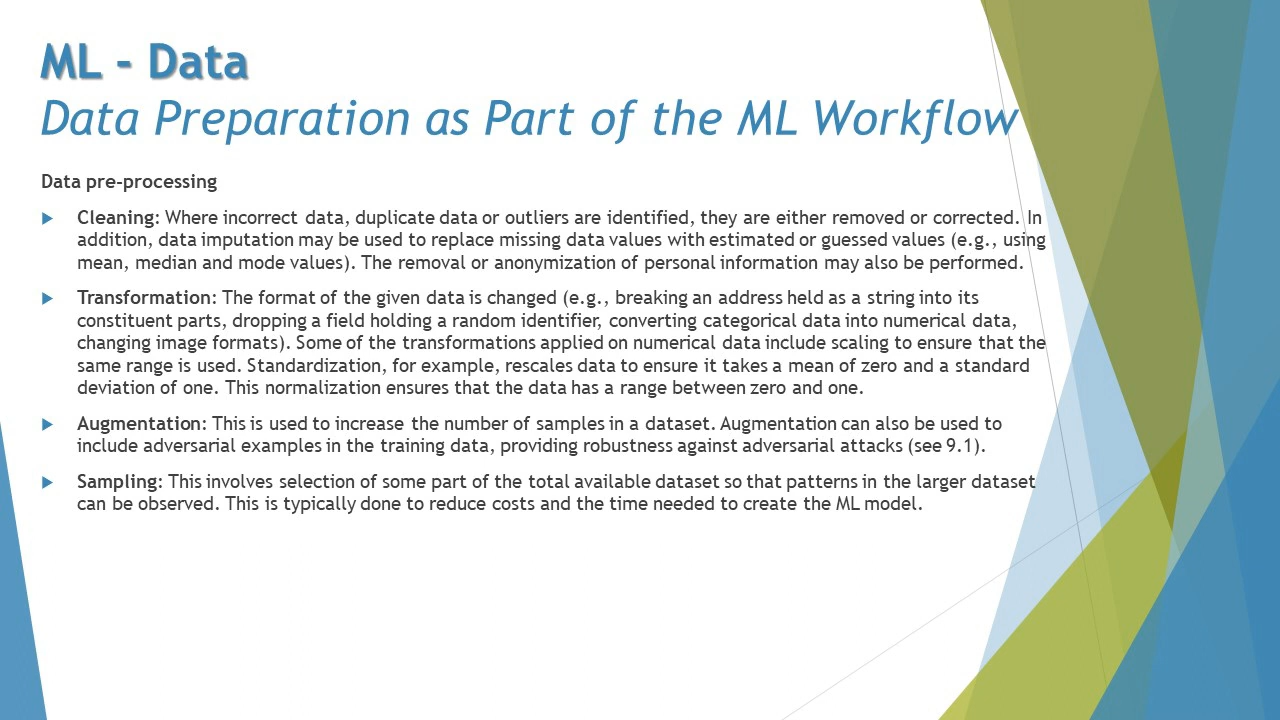 ML - Data
Data Preparation as Part of the ML Workflow
Data pre-processing
Cleaning: Where incorrect data, duplicate data or outliers are identified, they are either removed or corrected. In
addition, data imputation may be used to replace missing data values with estimated or guessed values (e.g., using
mean, median and mode values). The removal or anonymization of personal information may also be performed.
Transformation: The format of the given data is changed (e.g., breaking an address held as a string into its
constituent parts, dropping a field holding a random identifier, converting categorical data into numerical data,
changing image formats). Some of the transformations applied on numerical data include scaling to ensure that the
same range is used. Standardization, for example, rescales data to ensure it takes a mean of zero and a standard
deviation of one. This normalization ensures that the data has a range between zero and one.
Augmentation: This is used to increase the number of samples in a dataset. Augmentation can also be used to
include adversarial examples in the training data, providing robustness against adversarial attacks (see 9.1).
Sampling: This involves selection of some part of the total available dataset so that patterns in the larger dataset
can be observed. This is typically done to reduce costs and the time needed to create the ML model.